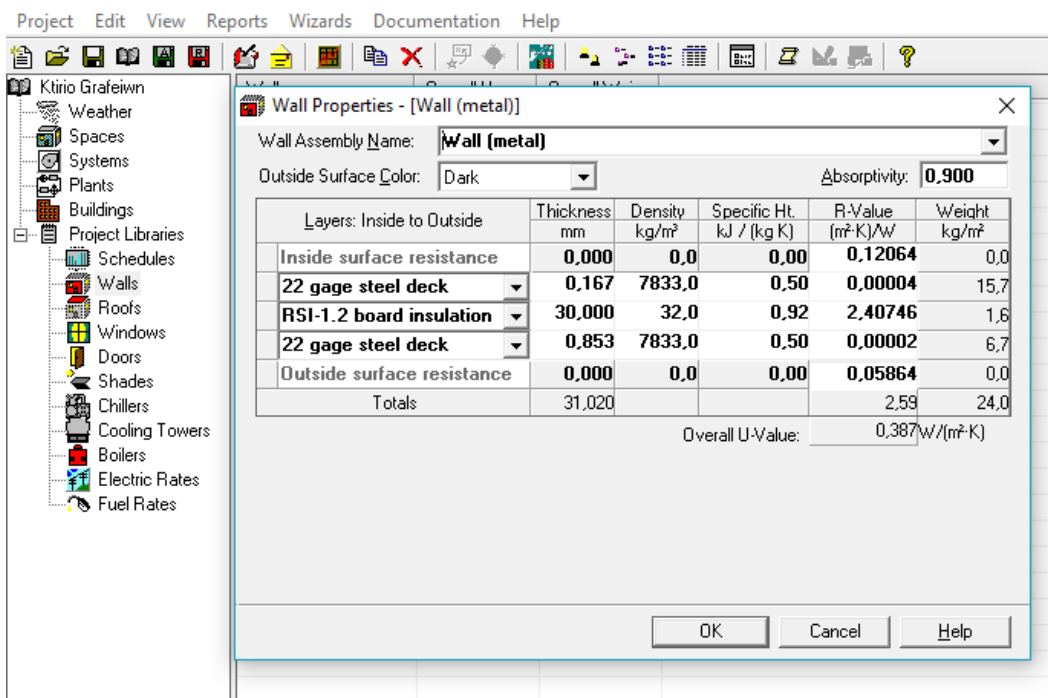 Project Edit View Reports Wizards Documentation Help
Ktirio Grafeiwn
Weather
Spaces
Systems
Plants
Buildings
Project Libraries
Schedules
Walls
Roofs
Windows
Doors
Shades
Chillers
Cooling Towers
Boilers
Electric Rates
Fuel Rates
Wall Properties - [Wall (metal)]
Wall Assembly Name: Wall (metal)
Outside Surface Color: Dark Absorptivity: 0,900
Layers: Inside to Outside Thickness Density Specific Ht. R-Value Weight
mm kg/m³ kJ / (kg K) (m²·K)/W kg/m²
Inside surface resistance 0,000 0,0 0,00 0,12064 0,0
22 gage steel deck 0,167 7833,0 0,50 0,00004 15,7
RSI-1.2 board insulation 30,000 32,0 0,92 2,40746 1,6
22 gage steel deck 0,853 7833,0 0,50 0,00002 6,7
Outside surface resistance 0,000 0,0 0,00 0,05864 0,0
Totals 31,020 2,59 24,0
Overall U-Value: 0,387 W/(m²·K)
OK Cancel Help